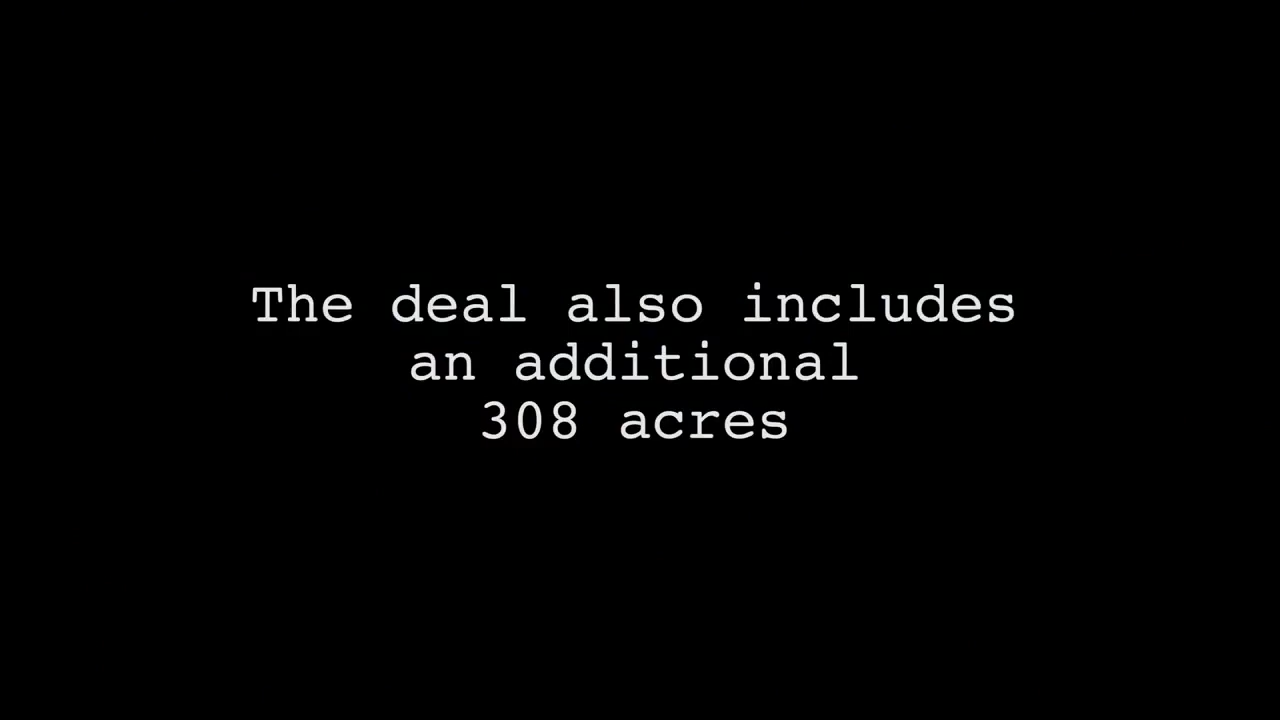 The deal also includes
an additional
308 acres